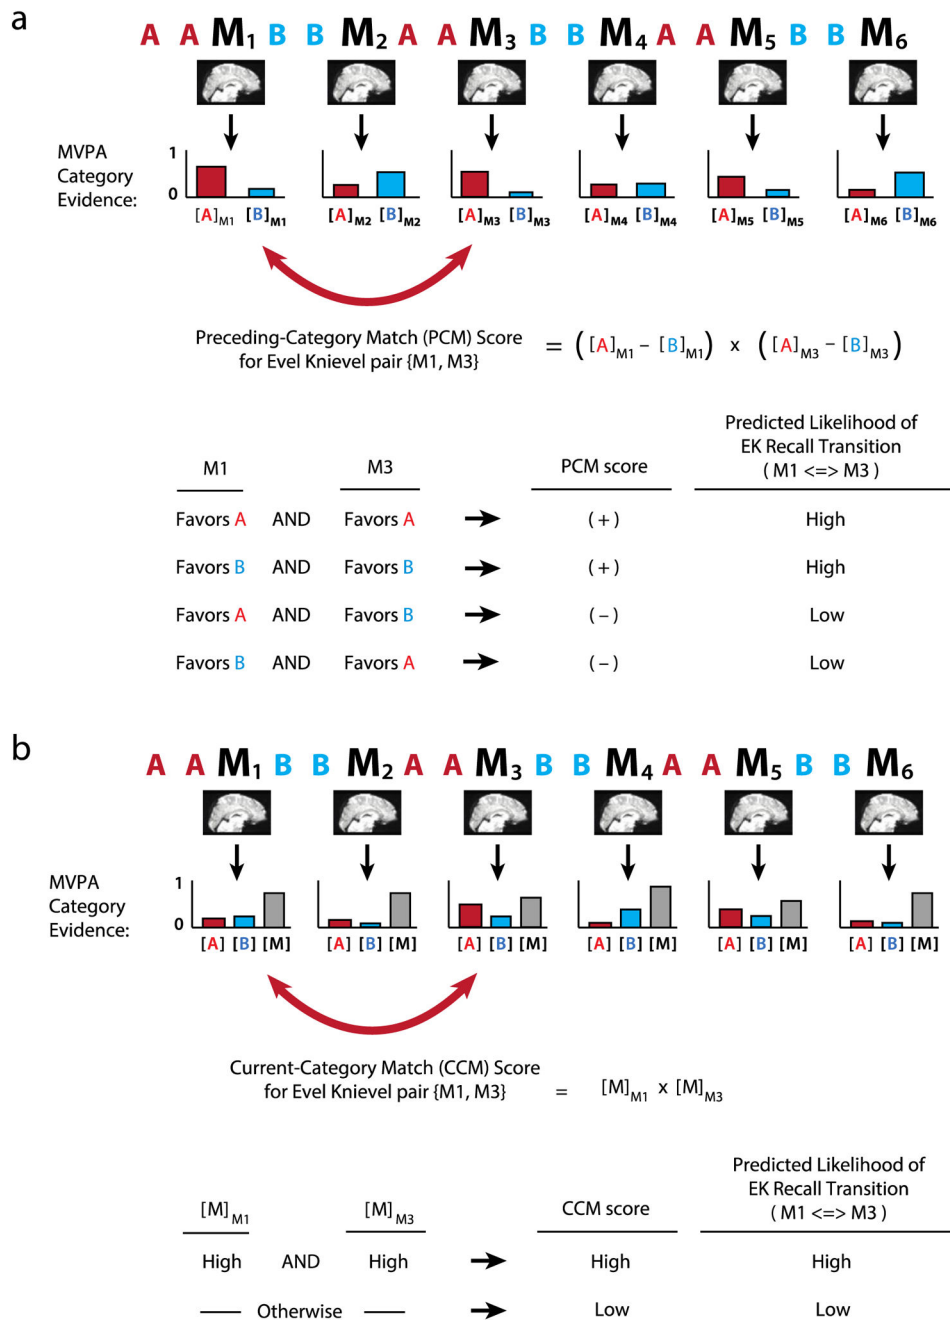 a
A A M1 B B M2 A A M3 B B M4 A A M5 B B M6
MVPA
Category
Evidence:
1
0
[A]M1 [B]M1 [A]M2 [B]M2 [A]M3 [B]M3 [A]M4 [B]M4 [A]M5 [B]M5 [A]M6 [B]M6
Preceding-Category Match (PCM) Score
for Evel Knievel pair {M1, M3}
= ([A]M1 – [B]M1) x ([A]M3 – [B]M3)
Predicted Likelihood of
EK Recall Transition
M1 M3 PCM score ( M1 <=> M3 )
Favors A AND Favors A (+) High
Favors B AND Favors B (+) High
Favors A AND Favors B (–) Low
Favors B AND Favors A (–) Low
b
A A M1 B B M2 A A M3 B B M4 A A M5 B B M6
MVPA
Category
Evidence:
1
0
[A] [B] [M] [A] [B] [M] [A] [B] [M] [A] [B] [M] [A] [B] [M] [A] [B] [M]
Current-Category Match (CCM) Score
for Evel Knievel pair {M1, M3}
= [M]M1 x [M]M3
Predicted Likelihood of
EK Recall Transition
[M]M1 [M]M3 CCM score ( M1 <=> M3 )
High AND High High High
Otherwise Low Low